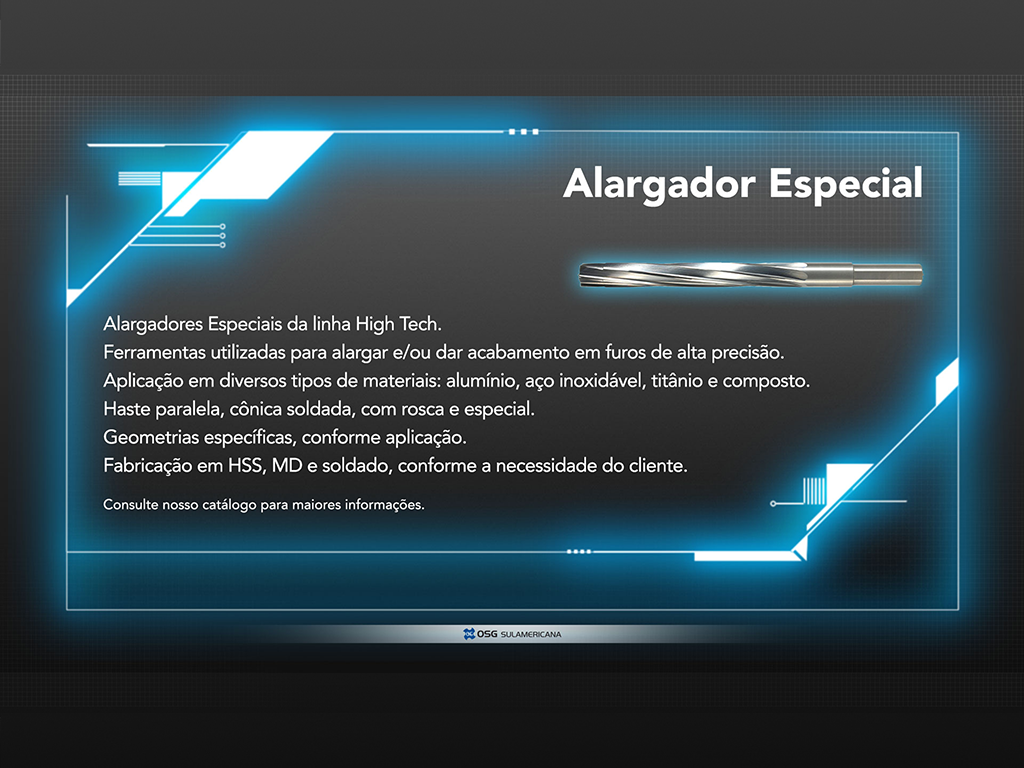 Alargador Especial
Alargadores Especiais da linha High Tech.
Ferramentas utilizadas para alargar e/ou dar acabamento em furos de alta precisão.
Aplicação em diversos tipos de materiais: alumínio, aço inoxidável, titânio e composto.
Haste paralela, cônica soldada, com rosca e especial.
Geometrias específicas, conforme aplicação.
Fabricação em HSS, MD e soldado, conforme a necessidade do cliente.
Consulte nosso catálogo para maiores informações.
OSG SULAMERICANA